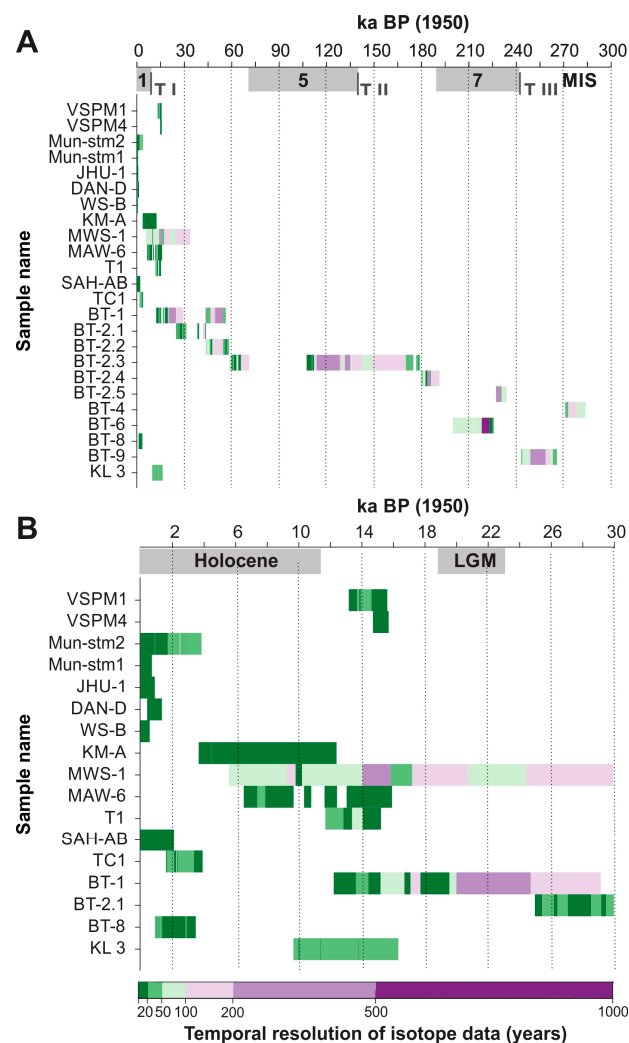 ka BP (1950)
A
0 30 60 90 120 150 180 210 240 270 300
1 5 7 MIS
T I T II T III
Sample name
VSPM1
VSPM4
Mun-stm2
Mun-stm1
JHU-1
DAN-D
WS-B
KM-A
MWS-1
MAW-6
T1
SAH-AB
TC1
BT-1
BT-2.1
BT-2.2
BT-2.3
BT-2.4
BT-2.5
BT-4
BT-6
BT-8
BT-9
KL 3
ka BP (1950)
B
2 6 10 14 18 22 26 30
Holocene LGM
Sample name
VSPM1
VSPM4
Mun-stm2
Mun-stm1
JHU-1
DAN-D
WS-B
KM-A
MWS-1
MAW-6
T1
SAH-AB
TC1
BT-1
BT-2.1
BT-8
KL 3
20 50 100 200 500 1000
Temporal resolution of isotope data (years)